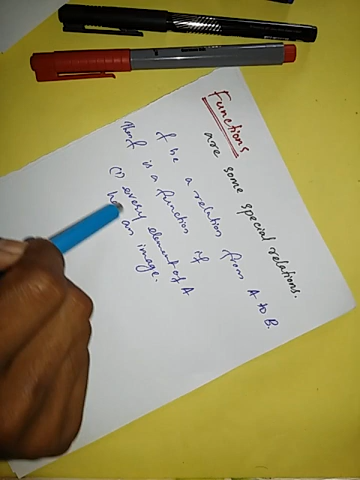 Functions
are some special relations.
f be a relation from A to B.
Then f is a function if
(i) every element of A
has an image.